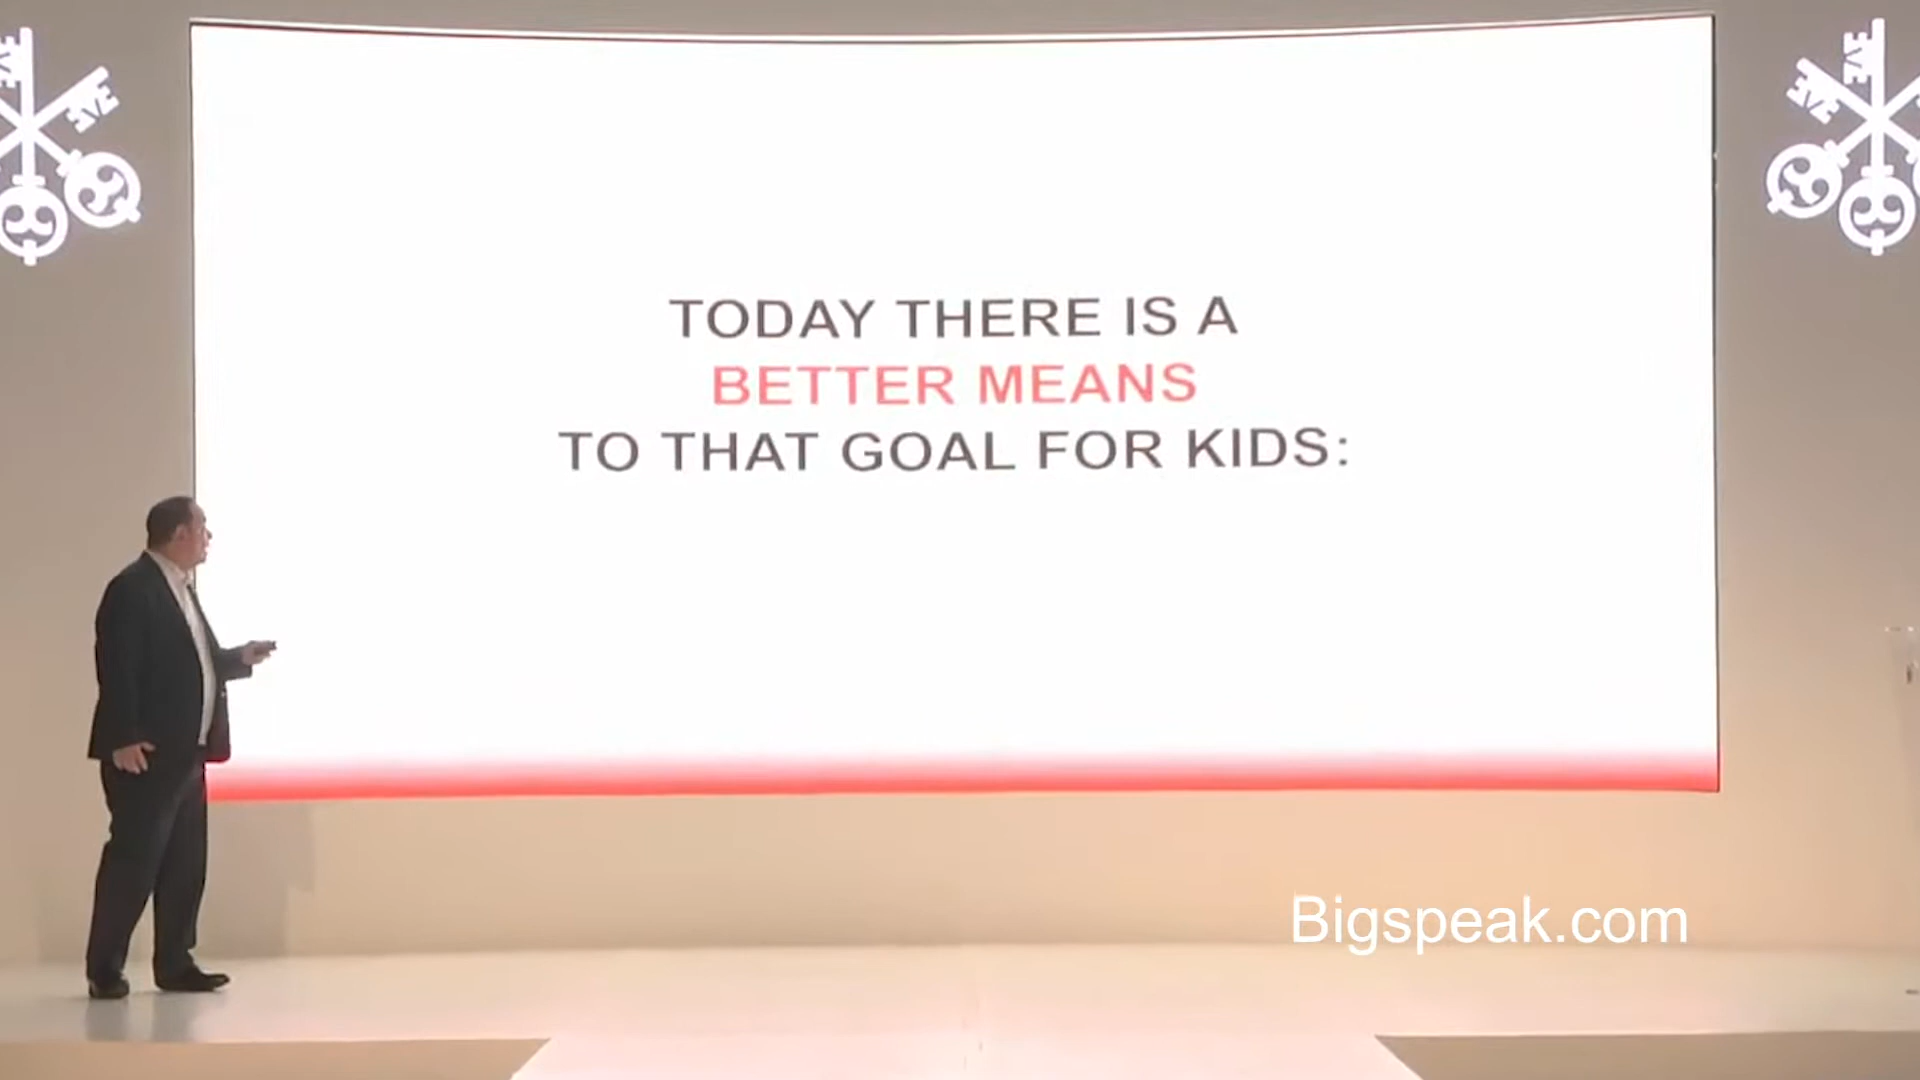 TODAY THERE IS A
BETTER MEANS
TO THAT GOAL FOR KIDS:
Bigspeak.com